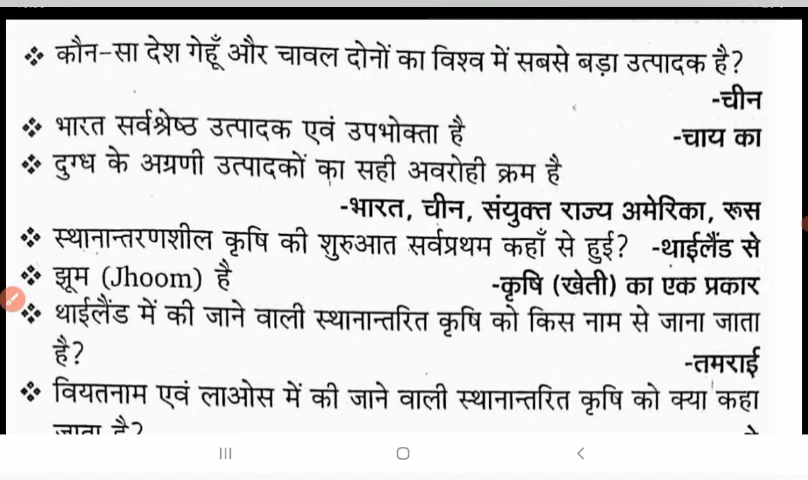 ❖ कौन-सा देश गेहूँ और चावल दोनों का विश्व में सबसे बड़ा उत्पादक है?
-चीन
❖ भारत सर्वश्रेष्ठ उत्पादक एवं उपभोक्ता है -चाय का
❖ दुग्ध के अग्रणी उत्पादकों का सही अवरोही क्रम है
-भारत, चीन, संयुक्त राज्य अमेरिका, रूस
❖ स्थानान्तरणशील कृषि की शुरुआत सर्वप्रथम कहाँ से हुई? -थाईलैंड से
❖ झूम (Jhoom) है -कृषि (खेती) का एक प्रकार
❖ थाईलैंड में की जाने वाली स्थानान्तरित कृषि को किस नाम से जाना जाता
है? -तमराई
❖ वियतनाम एवं लाओस में की जाने वाली स्थानान्तरित कृषि को क्या कहा
जाता है?